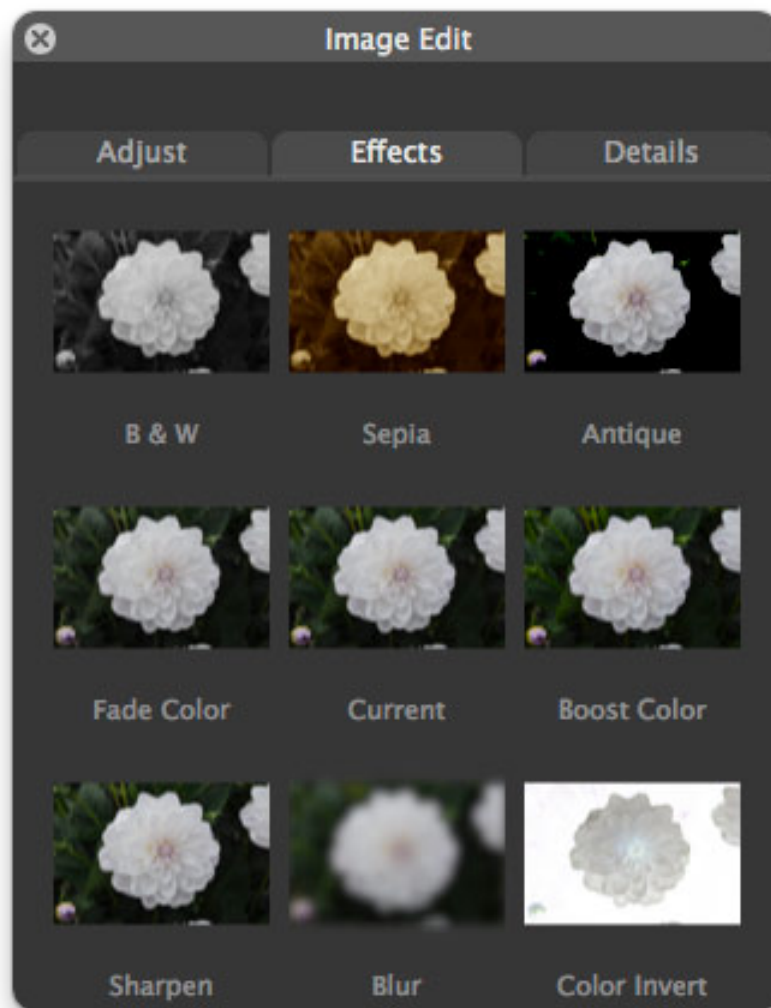 Image Edit
Adjust Effects Details
B & W Sepia Antique
Fade Color Current Boost Color
Sharpen Blur Color Invert